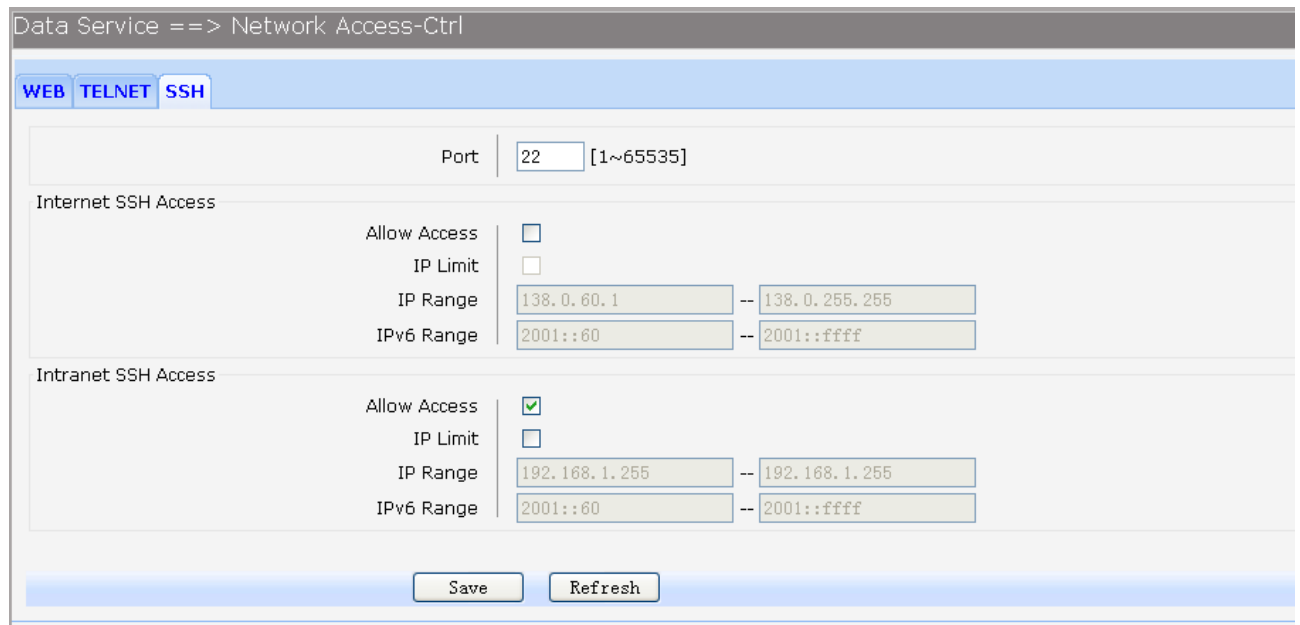 Data Service ==> Network Access-Ctrl
WEB TELNET SSH
Port 22 [1~65535]
Internet SSH Access
Allow Access
IP Limit
IP Range 138.0.60.1 -- 138.0.255.255
IPv6 Range 2001::60 -- 2001::ffff
Intranet SSH Access
Allow Access
IP Limit
IP Range 192.168.1.255 -- 192.168.1.255
IPv6 Range 2001::60 -- 2001::ffff
Save Refresh